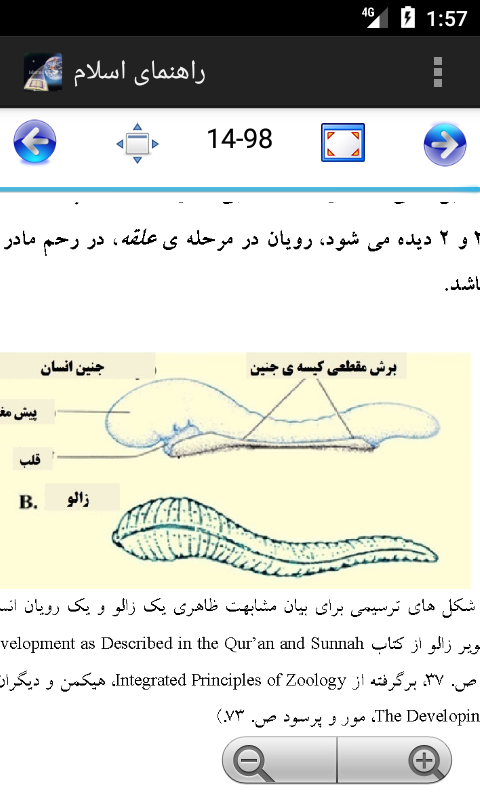 4G 1:57
راهنمای اسلام
14-98
۲ و ۲ دیده می شود، رویان در مرحله ی علقه، در رحم مادر
اشد.
جنین انسان
برش مقطعی کیسه ی جنین
پیش مغ
قلب
B. زالو
شکل های ترسیمی برای بیان مشابهت ظاهری یک زالو و یک رویان انس
ویر زالو از کتاب velopment as Described in the Qur'an and Sunnah
ص. ۳۷، برگرفته از Integrated Principles of Zoology، هیکمن و دیگران
The Developin، مور و پرسود ص. ۷۳.)